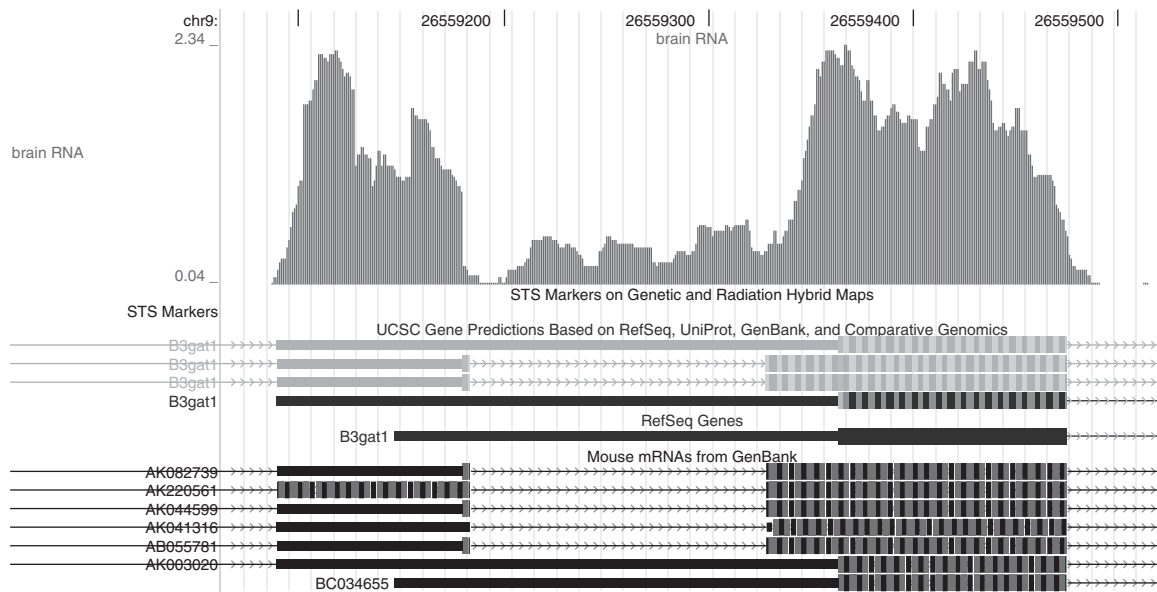 chr9: 26559200 26559300 26559400 26559500
2.34 brain RNA
brain RNA
0.04
STS Markers on Genetic and Radiation Hybrid Maps
STS Markers
UCSC Gene Predictions Based on RefSeq, UniProt, GenBank, and Comparative Genomics
B3gat1
B3gat1
B3gat1
B3gat1
RefSeq Genes
B3gat1
Mouse mRNAs from GenBank
AK082739
AK220561
AK044599
AK041316
AB055781
AK003020
BC034655